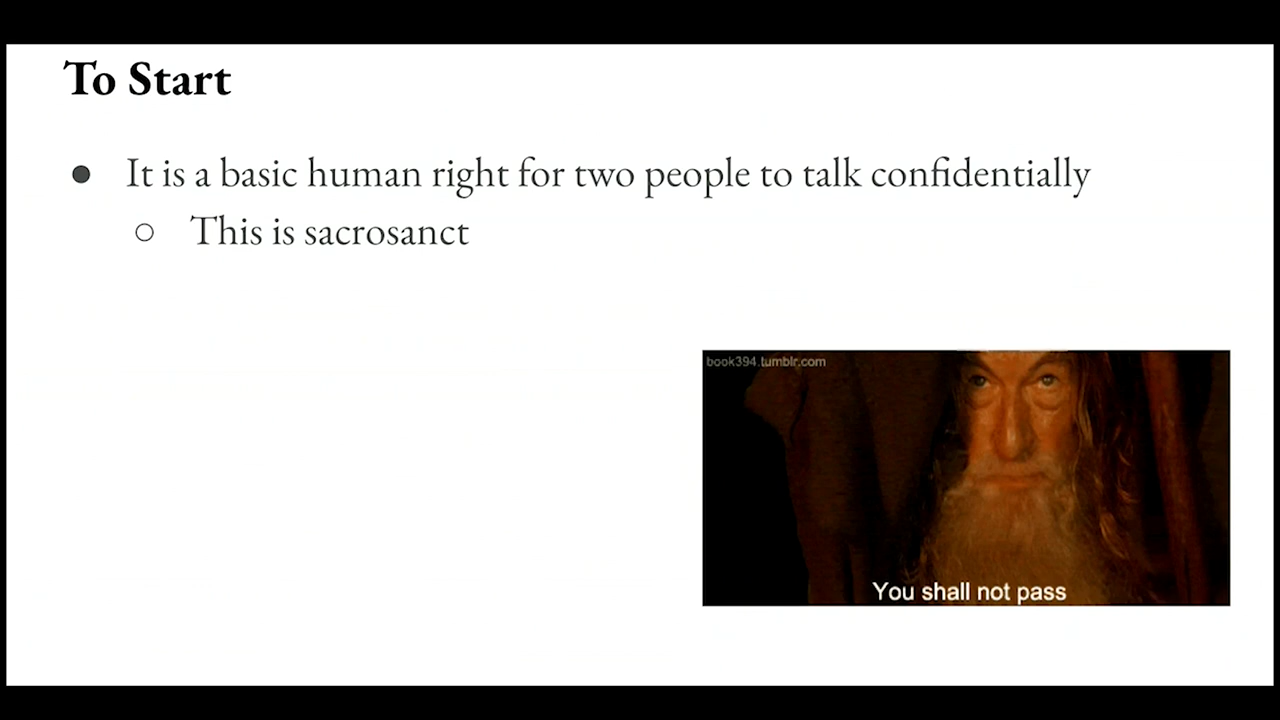 To Start
● It is a basic human right for two people to talk confidentially
○ This is sacrosanct
book394.tumblr.com
You shall not pass